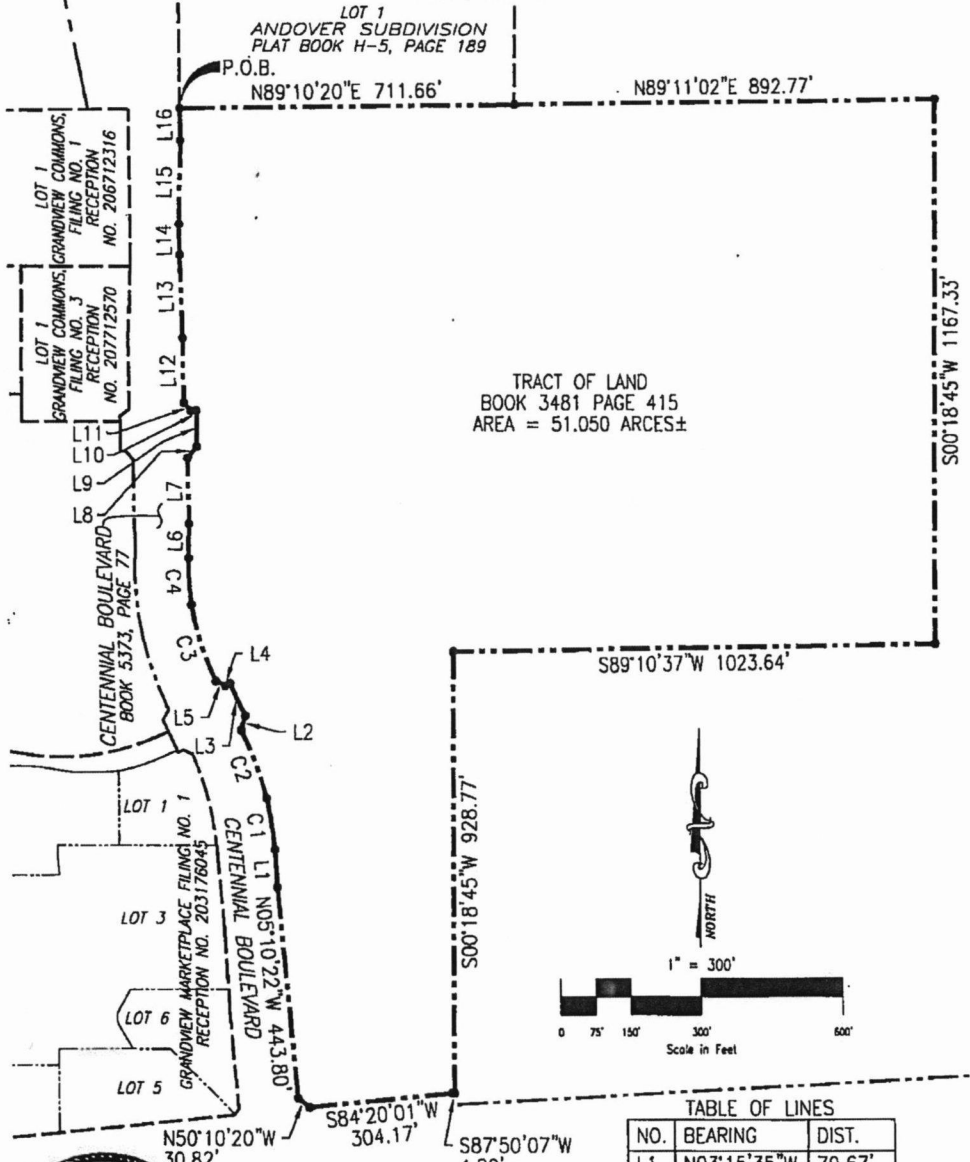 LOT 1
ANDOVER SUBDIVISION
PLAT BOOK H-5, PAGE 189
P.O.B.
N89°10'20"E 711.66'
N89°11'02"E 892.77'
L16
L15
L14
L13
L12
LOT 1
GRANDVIEW COMMONS,
FILING NO. 1
RECEPTION
NO. 206712316
LOT 1
GRANDVIEW COMMONS,
FILING NO. 3
RECEPTION
NO. 207712570
TRACT OF LAND
BOOK 3481 PAGE 415
AREA = 51.050 ARCES±
S00°18'45"W 1167.33'
L11
L10
L9
L8
L7
L6
C4
C3
CENTENNIAL BOULEVARD
BOOK 5373, PAGE 77
L4
L5
L3
L2
S89°10'37"W 1023.64'
C2
C1
L1
N05°10'22"W 443.80'
CENTENNIAL BOULEVARD
S00°18'45"W 928.77'
LOT 1
LOT 3
LOT 6
LOT 5
GRANDVIEW MARKETPLACE FILING NO. 1
RECEPTION NO. 203176045
NORTH
1" = 300'
0 75' 150' 300' 600'
Scale in Feet
N50°10'20"W
30.82'
S84°20'01"W
304.17'
S87°50'07"W
TABLE OF LINES
NO. BEARING DIST.
L1 N03°15'35"W 79.67'